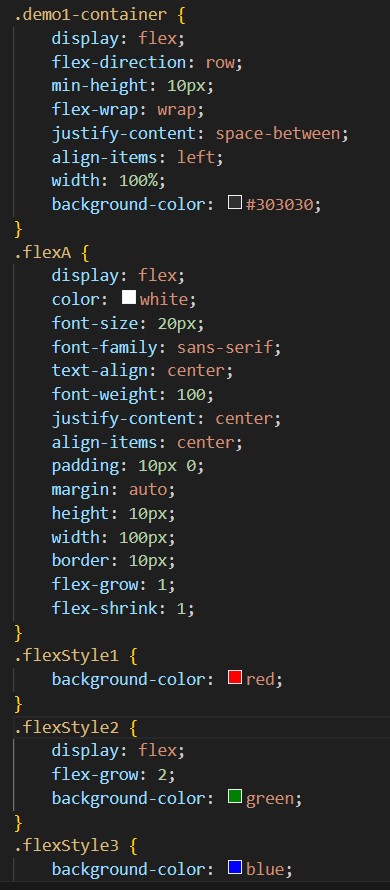 .demo1-container {
    display: flex;
    flex-direction: row;
    min-height: 10px;
    flex-wrap: wrap;
    justify-content: space-between;
    align-items: left;
    width: 100%;
    background-color: #303030;
}
.flexA {
    display: flex;
    color: white;
    font-size: 20px;
    font-family: sans-serif;
    text-align: center;
    font-weight: 100;
    justify-content: center;
    align-items: center;
    padding: 10px 0;
    margin: auto;
    height: 10px;
    width: 100px;
    border: 10px;
    flex-grow: 1;
    flex-shrink: 1;
}
.flexStyle1 {
    background-color: red;
}
.flexStyle2 {
    display: flex;
    flex-grow: 2;
    background-color: green;
}
.flexStyle3 {
    background-color: blue;